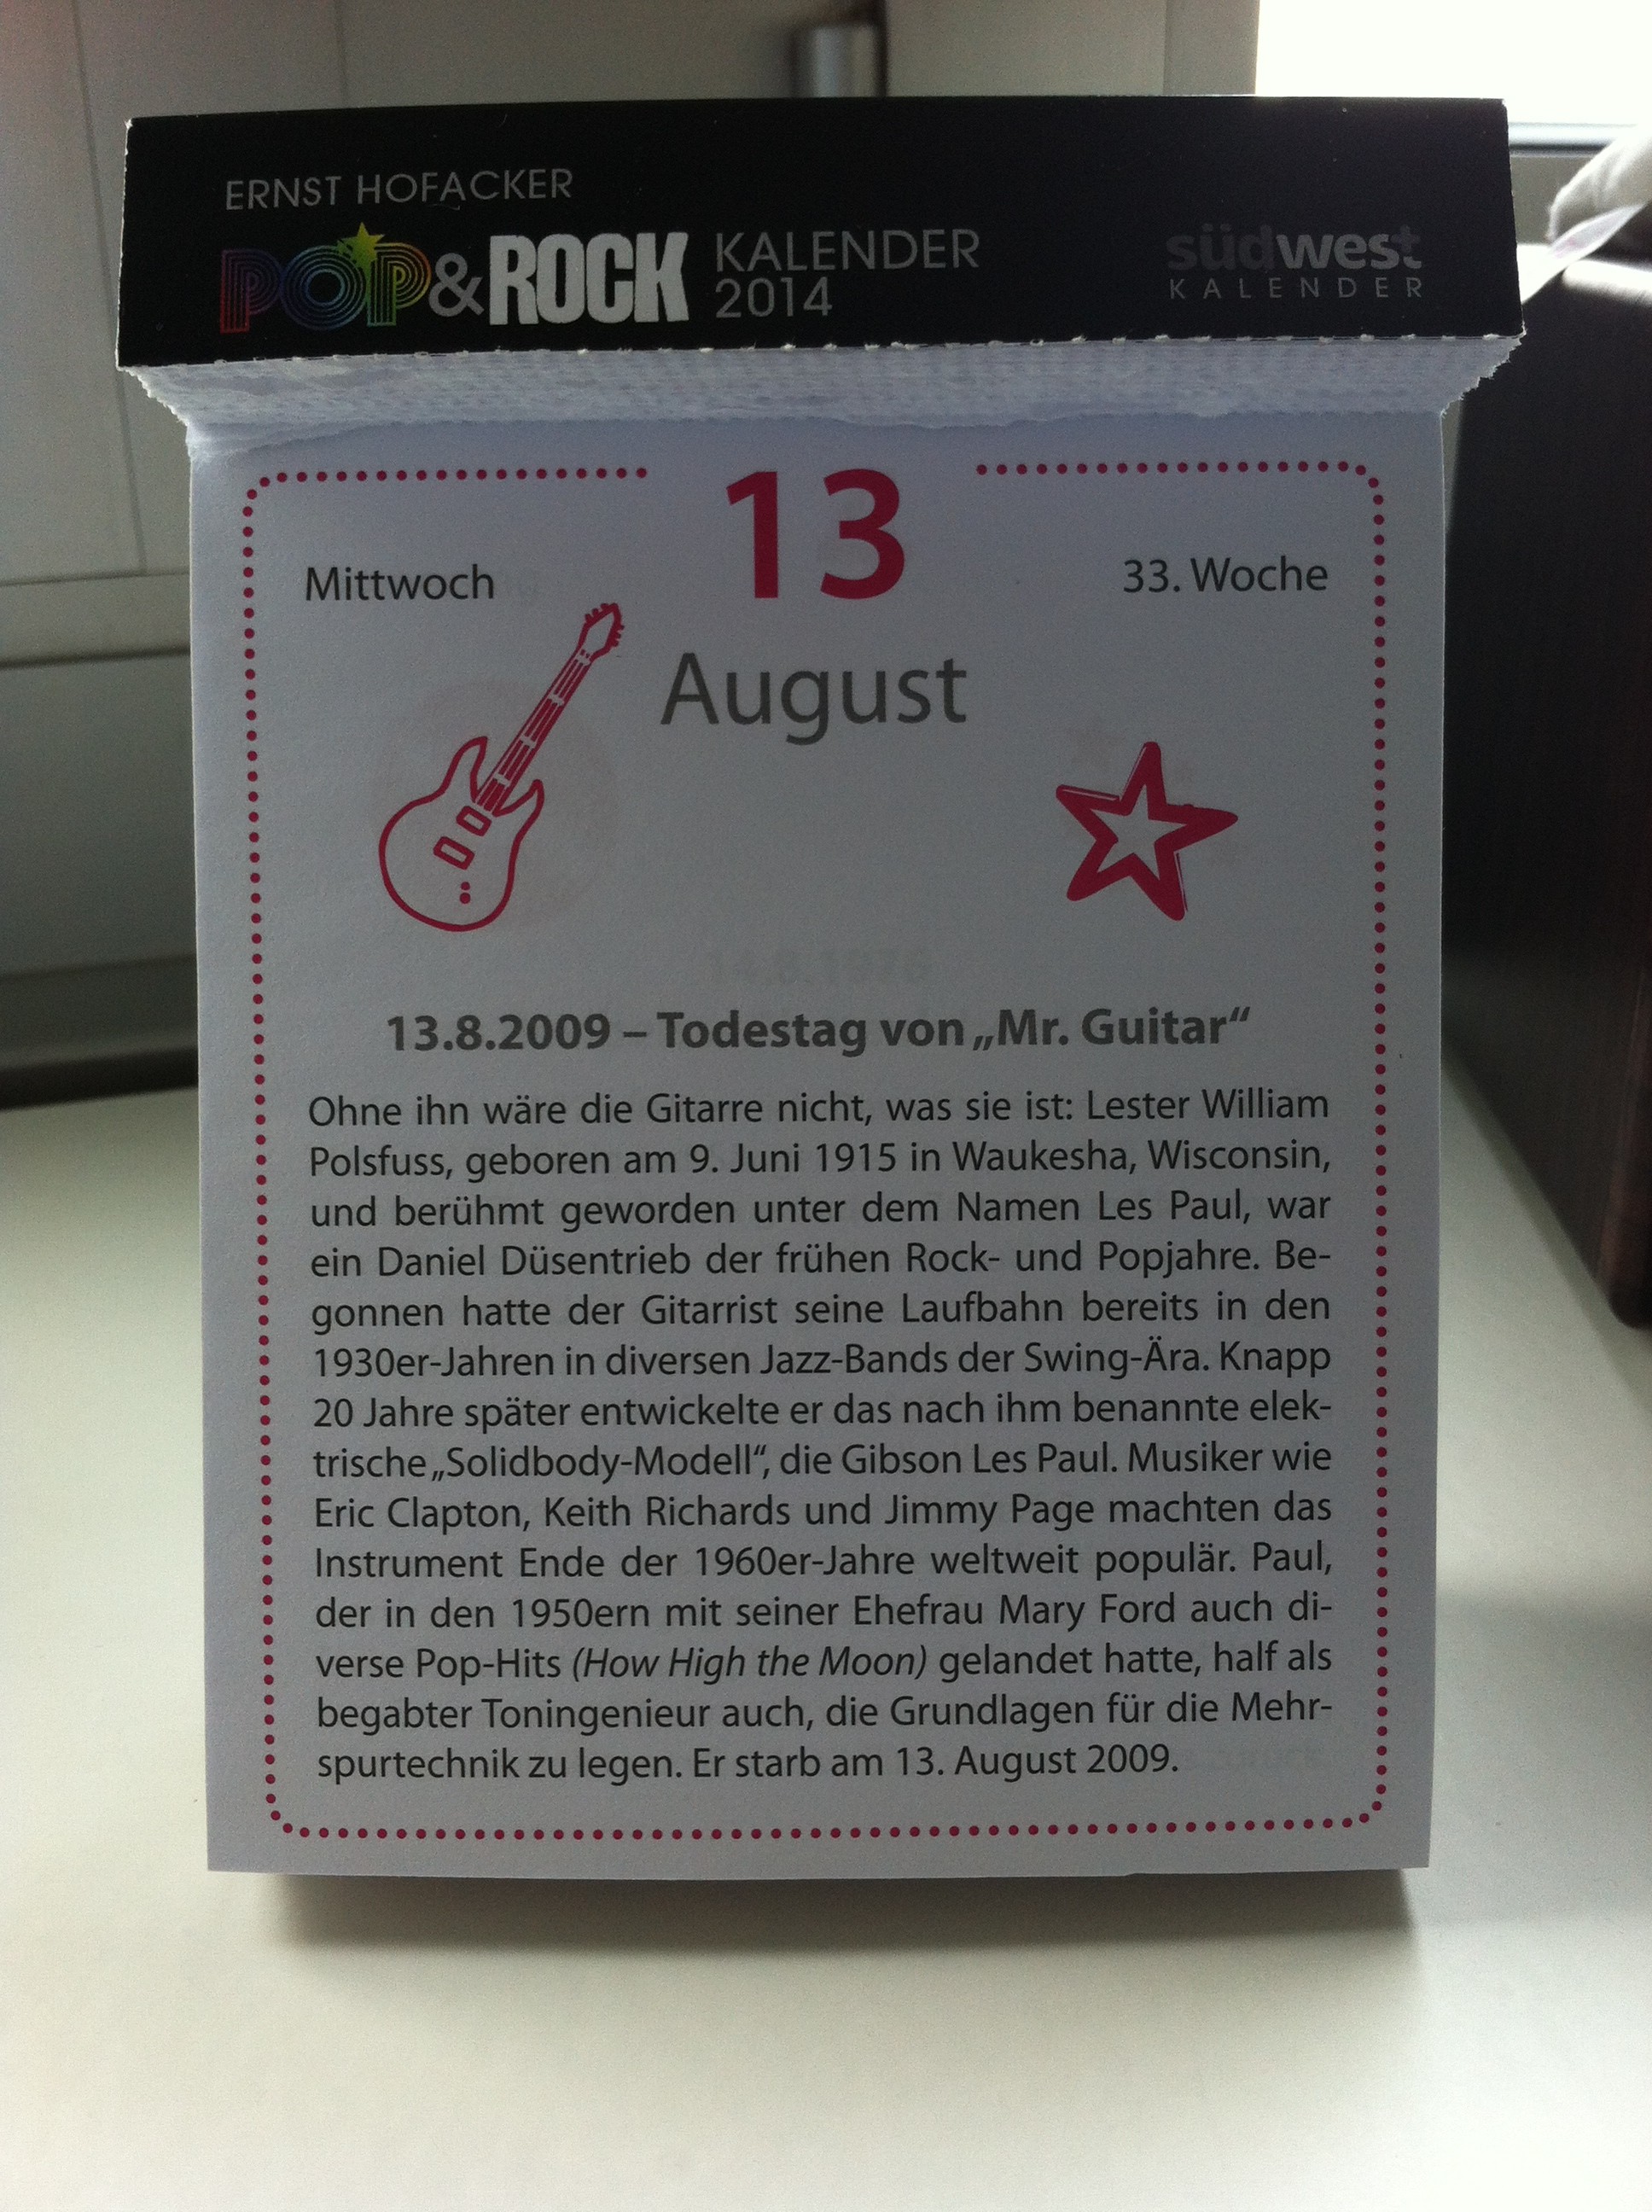 ERNST HOFACKER
POP&ROCK KALENDER
2014
südwest
KALENDER
13
Mittwoch
33. Woche
August
13.8.2009 – Todestag von „Mr. Guitar“
Ohne ihn wäre die Gitarre nicht, was sie ist: Lester William
Polsfuss, geboren am 9. Juni 1915 in Waukesha, Wisconsin,
und berühmt geworden unter dem Namen Les Paul, war
ein Daniel Düsentrieb der frühen Rock- und Popjahre. Be-
gonnen hatte der Gitarrist seine Laufbahn bereits in den
1930er-Jahren in diversen Jazz-Bands der Swing-Ära. Knapp
20 Jahre später entwickelte er das nach ihm benannte elek-
trische „Solidbody-Modell“, die Gibson Les Paul. Musiker wie
Eric Clapton, Keith Richards und Jimmy Page machten das
Instrument Ende der 1960er-Jahre weltweit populär. Paul,
der in den 1950ern mit seiner Ehefrau Mary Ford auch di-
verse Pop-Hits (How High the Moon) gelandet hatte, half als
begabter Toningenieur auch, die Grundlagen für die Mehr-
spurtechnik zu legen. Er starb am 13. August 2009.